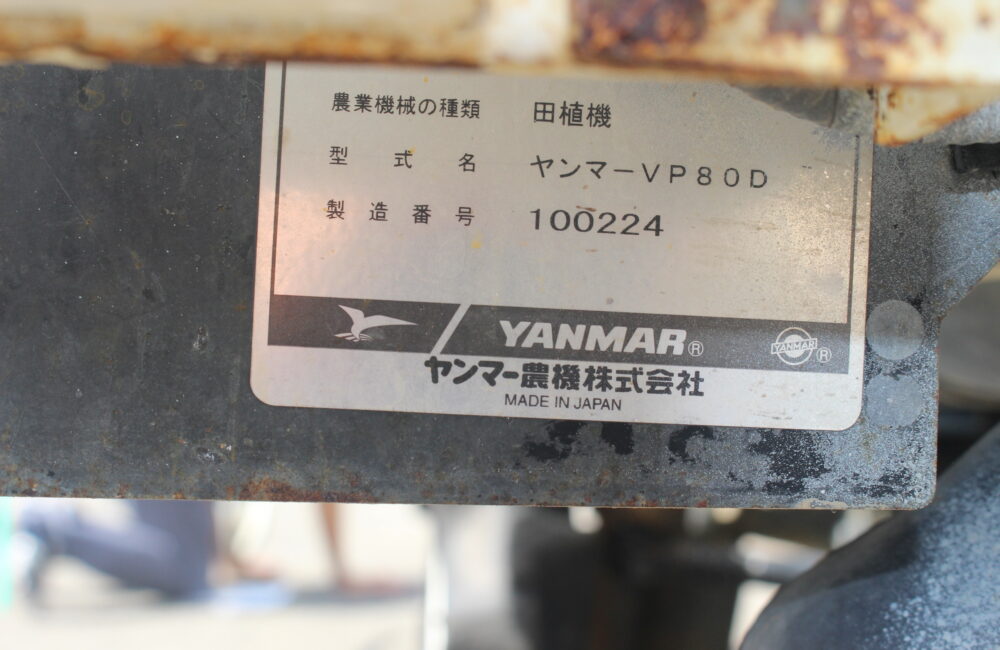 農業機械の種類 田植機
型式名 ヤンマーVP80D
製造番号 100224
YANMAR® YANMAR®
ヤンマー農機株式会社
MADE IN JAPAN